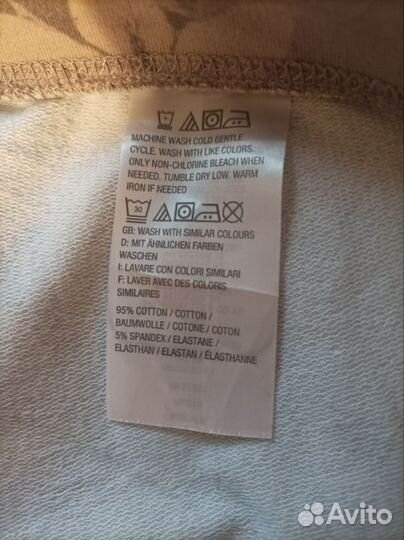 MACHINE WASH COLD GENTLE
CYCLE. WASH WITH LIKE COLORS.
ONLY NON-CHLORINE BLEACH WHEN
NEEDED. TUMBLE DRY LOW. WARM
IRON IF NEEDED
30
GB: WASH WITH SIMILAR COLOURS
D: MIT ÄHNLICHEN FARBEN
WASCHEN
I: LAVARE CON COLORI SIMILARI
F: LAVER AVEC DES COLORIS
SIMILAIRES
95% COTTON / COTTON /
BAUMWOLLE / COTONE / COTON
5% SPANDEX / ELASTANE /
ELASTHAN / ELASTAN / ÉLASTHANNE
Avito